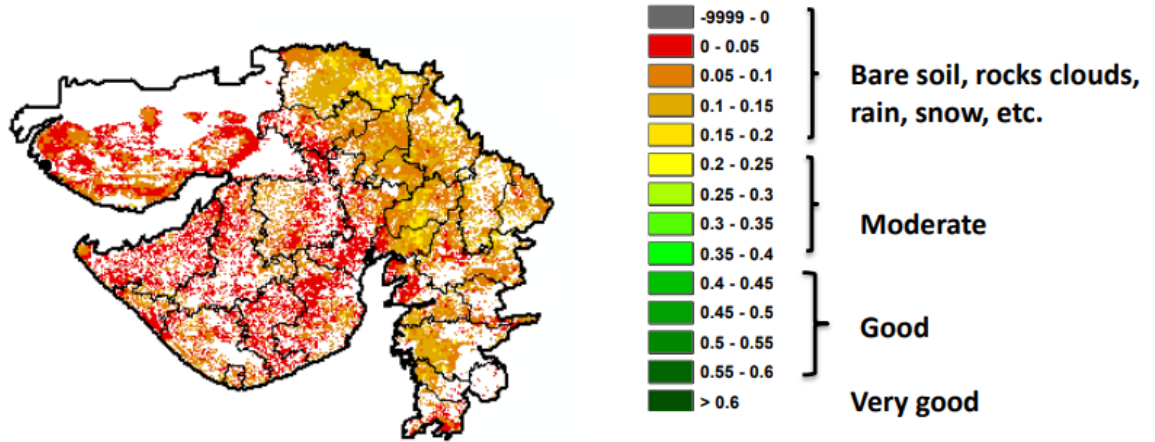 -9999 - 0
0 - 0.05
0.05 - 0.1
0.1 - 0.15
0.15 - 0.2
0.2 - 0.25
0.25 - 0.3
0.3 - 0.35
0.35 - 0.4
0.4 - 0.45
0.45 - 0.5
0.5 - 0.55
0.55 - 0.6
> 0.6
Bare soil, rocks clouds,
rain, snow, etc.
Moderate
Good
Very good